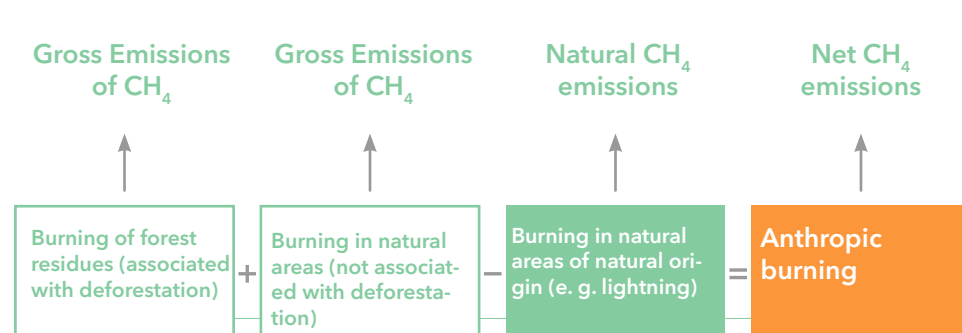 Gross Emissions
of CH₄
Gross Emissions
of CH₄
Natural CH₄
emissions
Net CH₄
emissions
Burning of forest
residues (associated
with deforestation)
+
Burning in natural
areas (not associat-
ed with deforesta-
tion)
–
Burning in natural
areas of natural ori-
gin (e. g. lightning)
=
Anthropic
burning